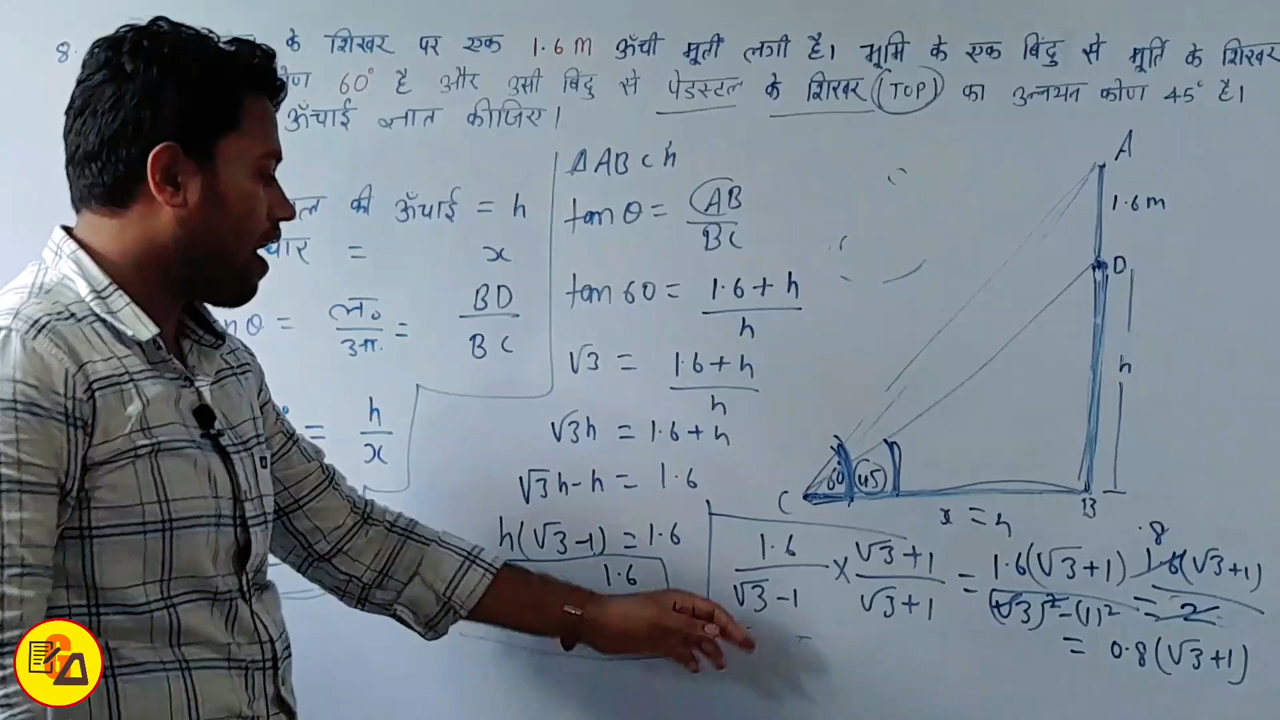 8. के शिखर पर एक 1.6 m ऊँची मूर्ती लगी है। भूमि के एक बिंदु से मूर्ति के शिखर
60° है और उसी बिंदु से पेडस्टल के शिखर (TOP) का उन्नयन कोण 45° है।
ऊँचाई ज्ञात कीजिए।
की ऊँचाई = h
= x
θ = ल० / आ. = BD / BC
= h / x
ΔABC में
tan θ = AB / BC
tan 60 = 1.6 + h / h
√3 = 1.6 + h / h
√3h = 1.6 + h
√3h - h = 1.6
h(√3 - 1) = 1.6
1.6
A
1.6 m
D
h
60 45
C
B
x = h
1.6 / √3 - 1 × √3 + 1 / √3 + 1 = 1.6(√3 + 1) / (√3)² - (1)² = .8 1.6(√3 + 1) / 2
= 0.8(√3 + 1)